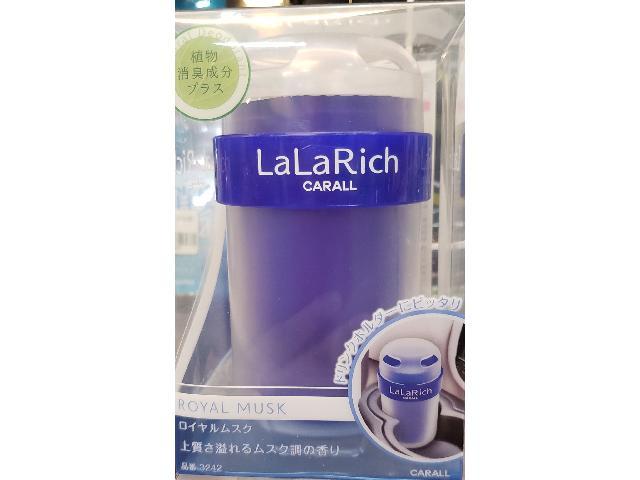 植物
消臭成分
プラス
LaLaRich
CARALL
ドリンクホルダーにピッタリ
LaLaRich
CARALL
ROYAL MUSK
ロイヤルムスク
上質さ溢れるムスク調の香り
品番 3242
CARALL